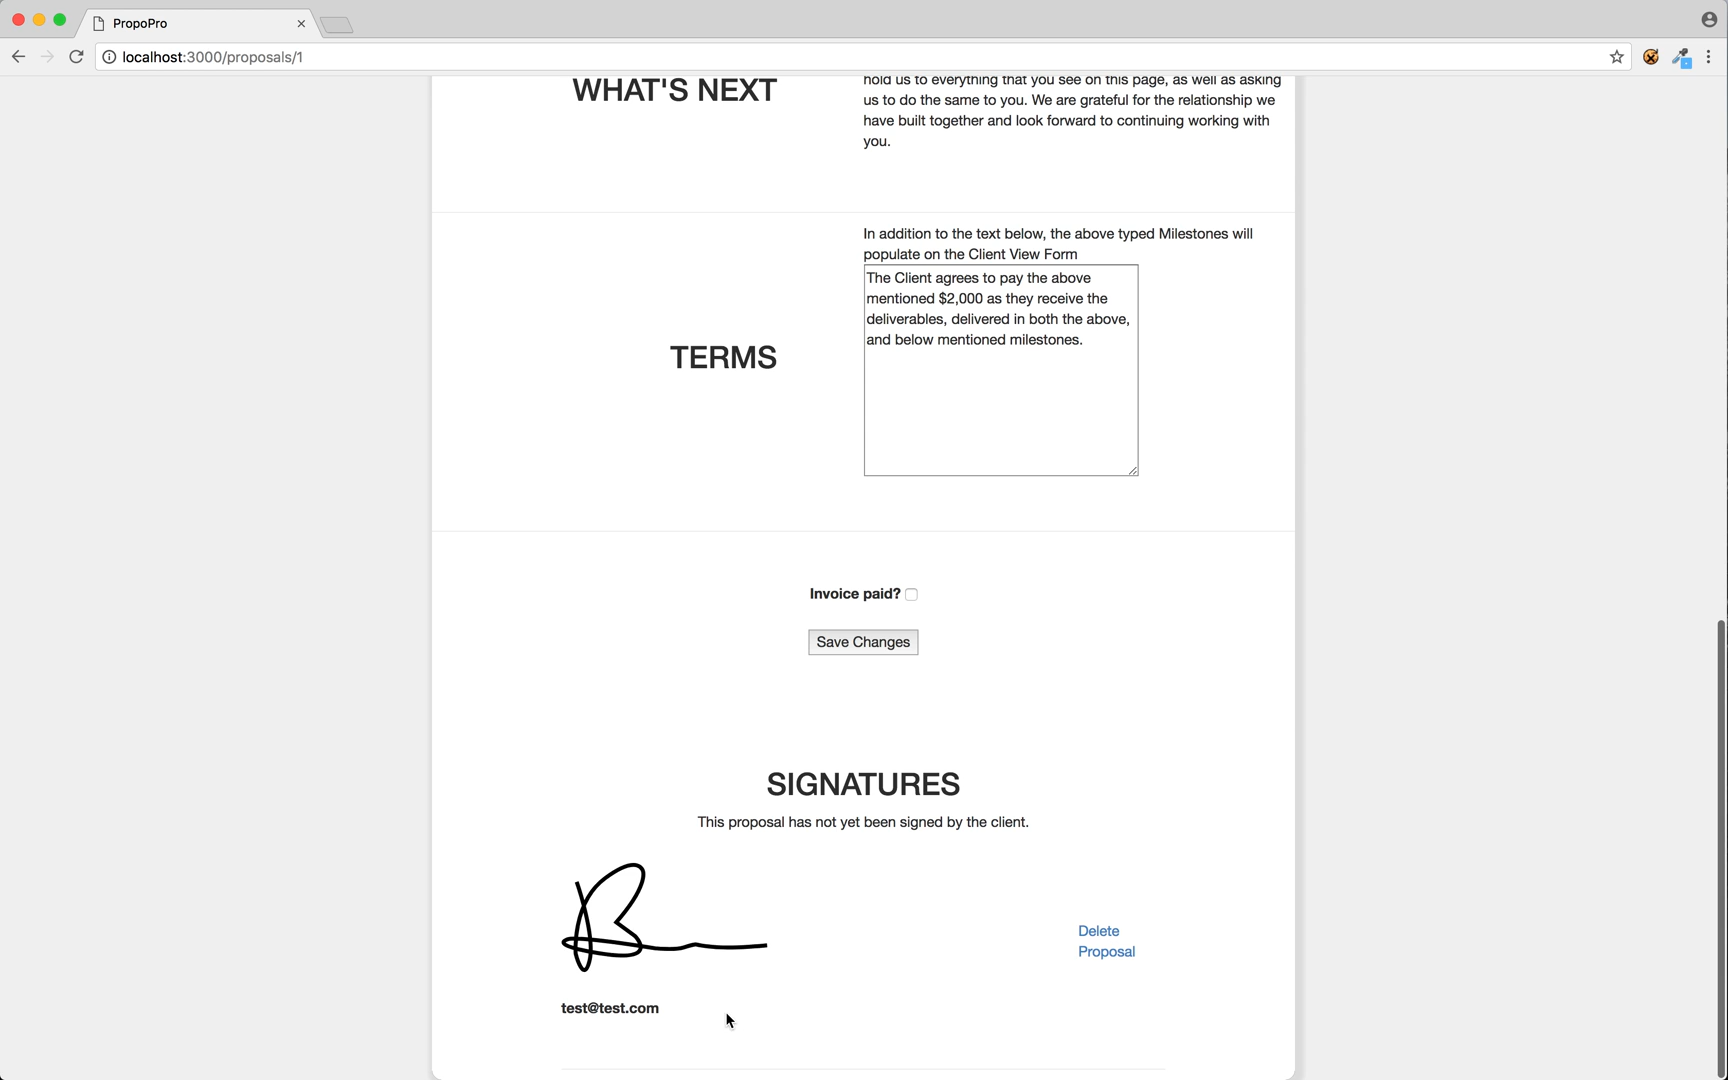 PropoPro
localhost:3000/proposals/1
WHAT'S NEXT
hold us to everything that you see on this page, as well as asking
us to do the same to you. We are grateful for the relationship we
have built together and look forward to continuing working with
you.
TERMS
In addition to the text below, the above typed Milestones will
populate on the Client View Form
The Client agrees to pay the above
mentioned $2,000 as they receive the
deliverables, delivered in both the above,
and below mentioned milestones.
Invoice paid?
Save Changes
SIGNATURES
This proposal has not yet been signed by the client.
Delete
Proposal
test@test.com